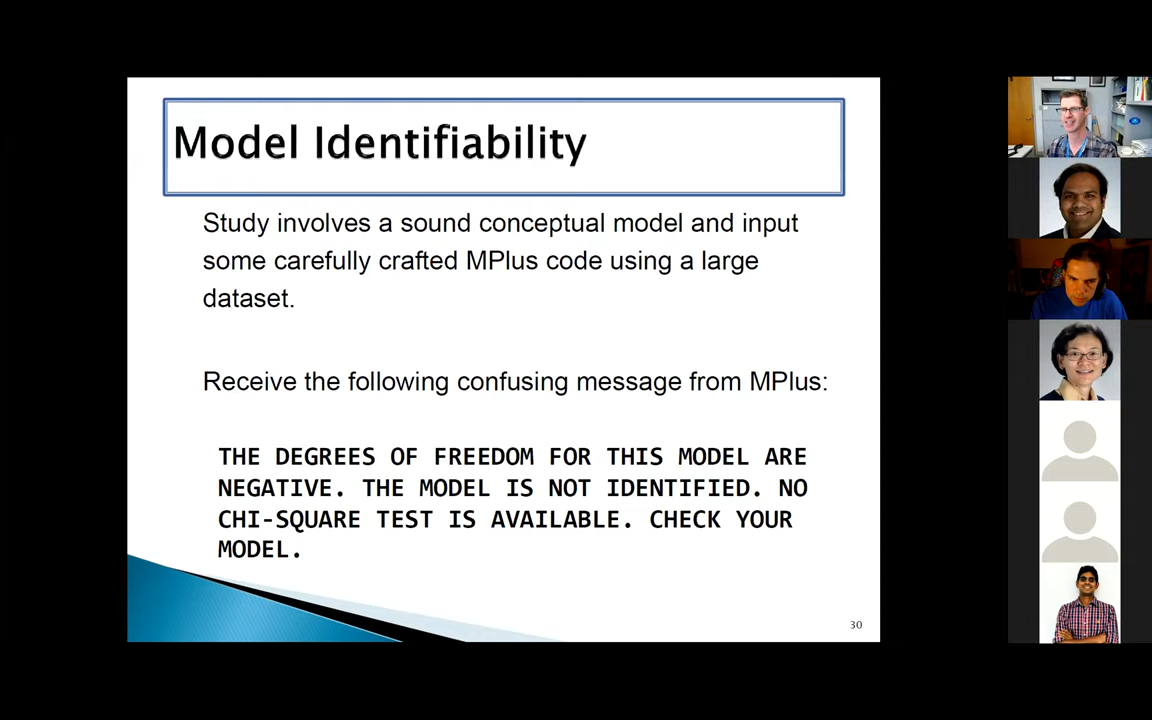 Model Identifiability
Study involves a sound conceptual model and input
some carefully crafted MPlus code using a large
dataset.
Receive the following confusing message from MPlus:
THE DEGREES OF FREEDOM FOR THIS MODEL ARE
NEGATIVE. THE MODEL IS NOT IDENTIFIED. NO
CHI-SQUARE TEST IS AVAILABLE. CHECK YOUR
MODEL.
30